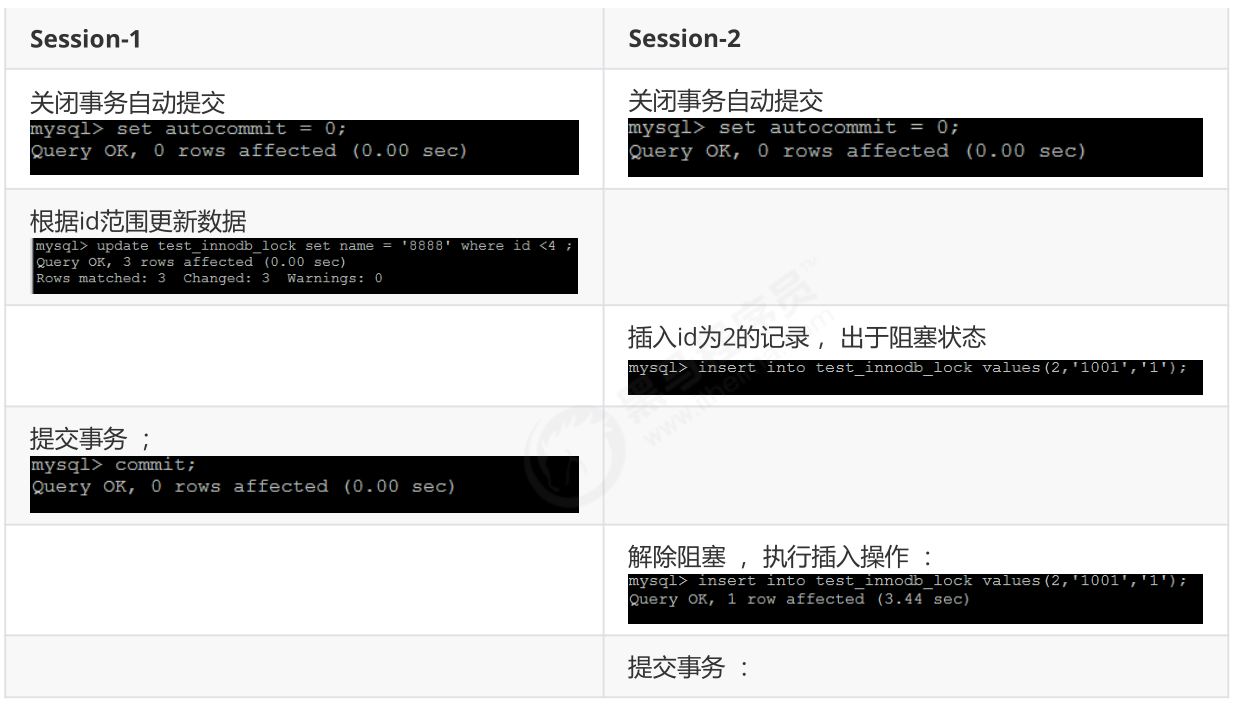 Session-1
Session-2
关闭事务自动提交
mysql> set autocommit = 0;
Query OK, 0 rows affected (0.00 sec)
关闭事务自动提交
mysql> set autocommit = 0;
Query OK, 0 rows affected (0.00 sec)
根据id范围更新数据
mysql> update test_innodb_lock set name = '8888' where id <4 ;
Query OK, 3 rows affected (0.00 sec)
Rows matched: 3  Changed: 3  Warnings: 0
插入id为2的记录， 出于阻塞状态
mysql> insert into test_innodb_lock values(2,'1001','1');
提交事务 ；
mysql> commit;
Query OK, 0 rows affected (0.00 sec)
解除阻塞 ， 执行插入操作 ：
mysql> insert into test_innodb_lock values(2,'1001','1');
Query OK, 1 row affected (3.44 sec)
提交事务 ：